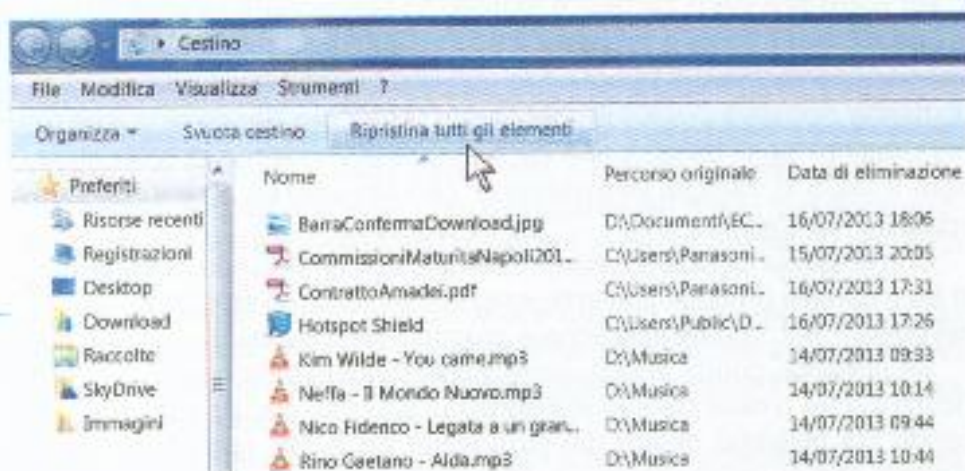 Cestino
File Modifica Visualizza Strumenti ?
Organizza Svuota cestino Ripristina tutti gli elementi
Preferiti
Risorse recenti
Registrazioni
Desktop
Download
Raccolte
SkyDrive
Immagini
Nome Percorso originale Data di eliminazione
BarraConfermaDownload.jpg D:\Documenti\EC... 16/07/2013 18:06
CommissioniMaturitaNapoli201... C:\Users\Panasoni... 15/07/2013 20:05
ContrattoAmadei.pdf C:\Users\Panasoni... 16/07/2013 17:31
Hotspot Shield C:\Users\Public\D... 16/07/2013 17:26
Kim Wilde - You came.mp3 D:\Musica 14/07/2013 09:33
Neffa - Il Mondo Nuovo.mp3 D:\Musica 14/07/2013 10:14
Nico Fidenco - Legata a un gran... D:\Musica 14/07/2013 09:44
Rino Gaetano - Aida.mp3 D:\Musica 14/07/2013 10:44